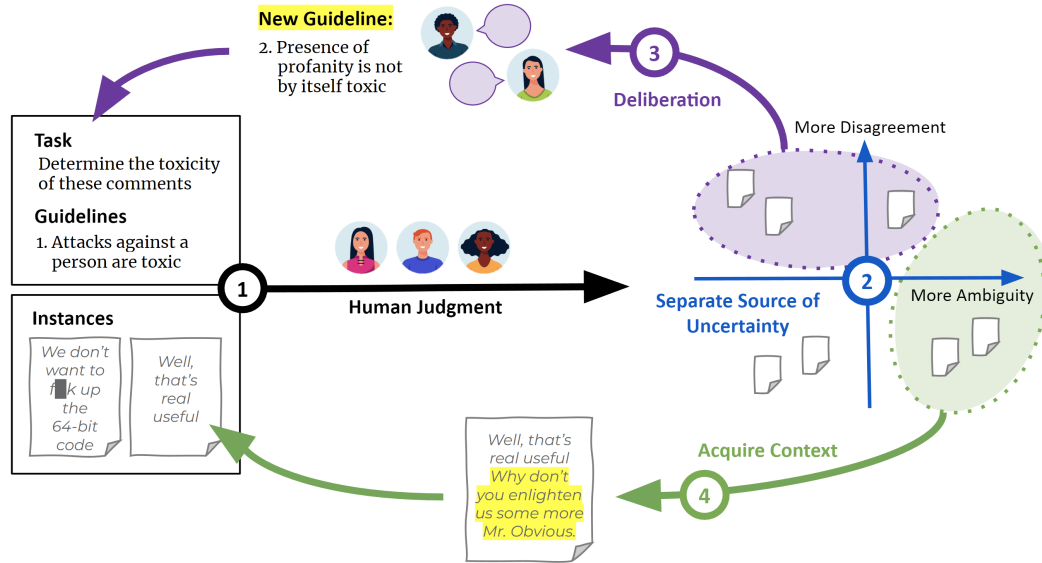 New Guideline:
2. Presence of
profanity is not
by itself toxic
3
Deliberation
More Disagreement
Task
Determine the toxicity
of these comments
Guidelines
1. Attacks against a
person are toxic
1
Human Judgment
2
Separate Source of
Uncertainty
More Ambiguity
Instances
We don't
want to
f█k up
the
64-bit
code
Well,
that's
real
useful
Well, that's
real useful
Why don't
you enlighten
us some more
Mr. Obvious.
Acquire Context
4